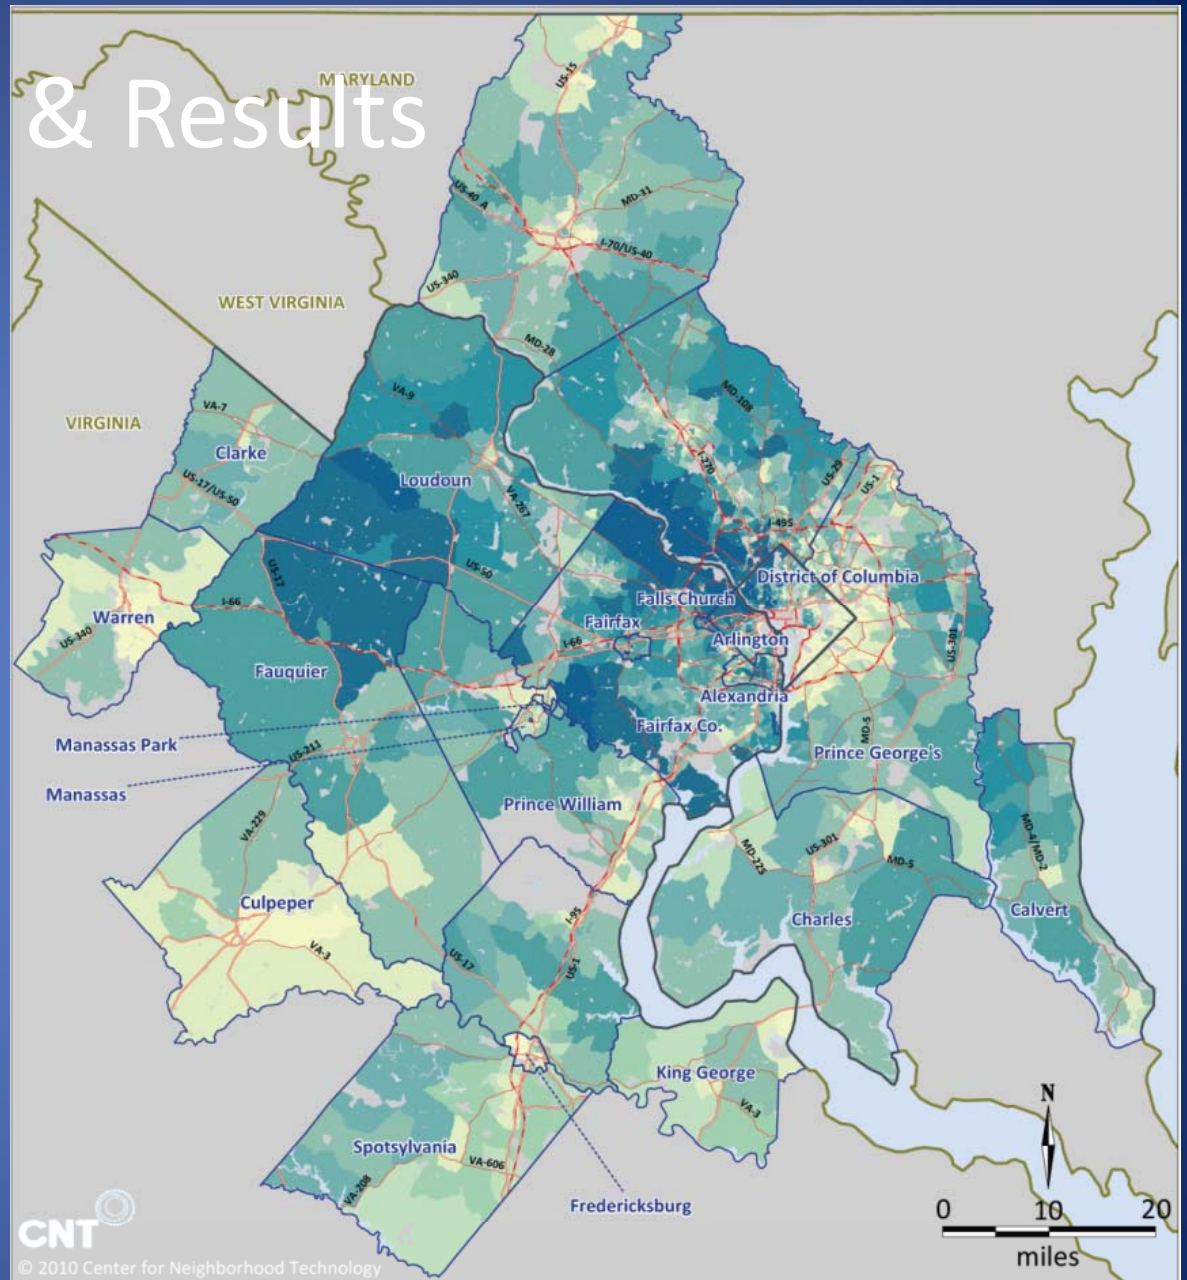 & Results
MARYLAND
US-15
US-40 A
MD-31
I-70/US-40
US-340
WEST VIRGINIA
MD-28
VA-9
MD-108
VIRGINIA
VA-7
Clarke
I-270
US-29
US-1
US-17/US-50
Loudoun
VA-267
I-495
US-17
US-50
District of Columbia
Falls Church
Warren
I-66
Fairfax
I-66
Arlington
US-340
US-301
Fauquier
Alexandria
Fairfax Co.
MD-5
Manassas Park
US-211
Prince George's
Manassas
Prince William
VA-229
MD-225
US-301
MD-5
MD-4/MD-2
Culpeper
I-95
Charles
Calvert
VA-3
US-17
US-1
King George
N
VA-3
Spotsylvania
VA-606
VA-208
Fredericksburg
0 10 20
miles
CNT
© 2010 Center for Neighborhood Technology